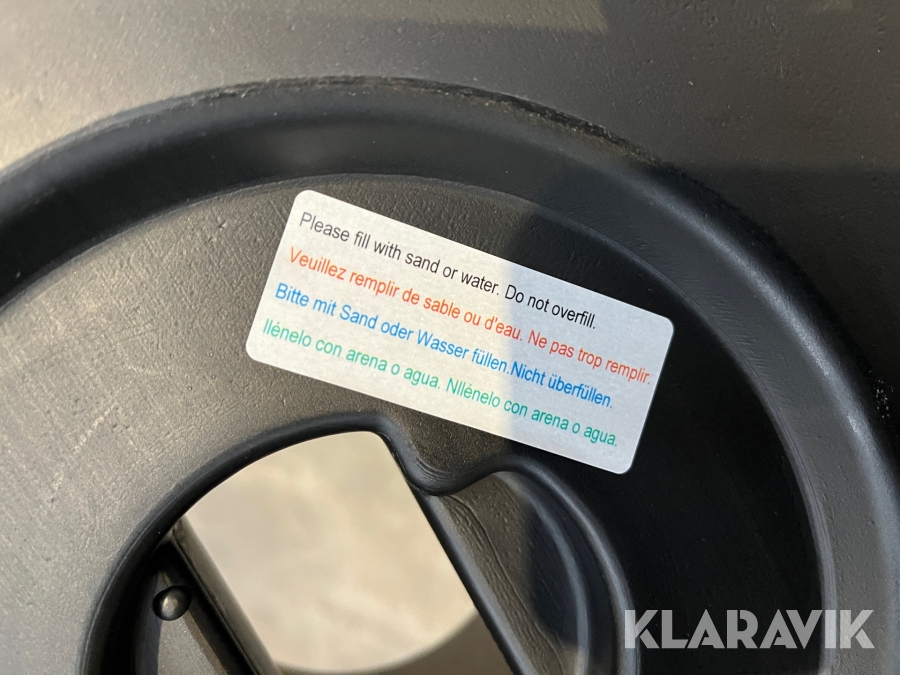 Please fill with sand or water. Do not overfill.
Veuillez remplir de sable ou d'eau. Ne pas trop remplir.
Bitte mit Sand oder Wasser füllen.Nicht überfüllen.
llénelo con arena o agua. Nllénelo con arena o agua.
KLARAVIK